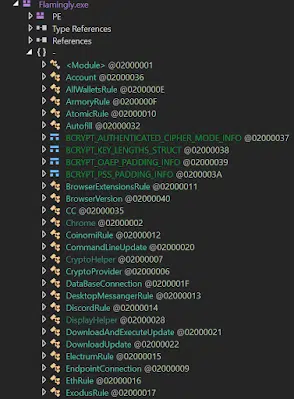 Flamingly.exe
PE
Type References
References
{ } -
<Module> @02000001
Account @02000036
AllWalletsRule @0200000E
ArmoryRule @0200000F
AtomicRule @02000010
Autofill @02000032
BCRYPT_AUTHENTICATED_CIPHER_MODE_INFO @02000037
BCRYPT_KEY_LENGTHS_STRUCT @02000038
BCRYPT_OAEP_PADDING_INFO @02000039
BCRYPT_PSS_PADDING_INFO @0200003A
BrowserExtensionsRule @02000011
BrowserVersion @02000040
CC @02000035
Chrome @02000002
CoinomiRule @02000012
CommandLineUpdate @02000020
CryptoHelper @02000007
CryptoProvider @02000006
DataBaseConnection @0200001F
DesktopMessangerRule @02000013
DiscordRule @02000014
DisplayHelper @02000028
DownloadAndExecuteUpdate @02000021
DownloadUpdate @02000022
ElectrumRule @02000015
EndpointConnection @02000009
EthRule @02000016
ExodusRule @02000017